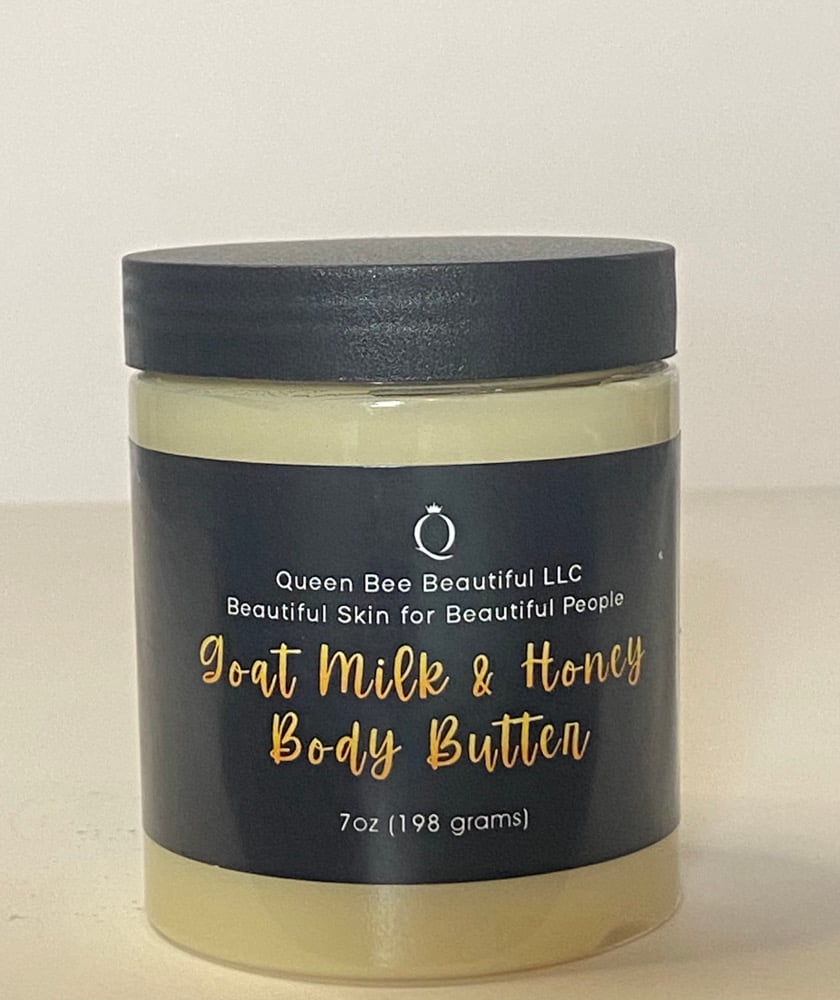 Q
Queen Bee Beautiful LLC
Beautiful Skin for Beautiful People
Goat Milk & Honey
Body Butter
7oz (198 grams)